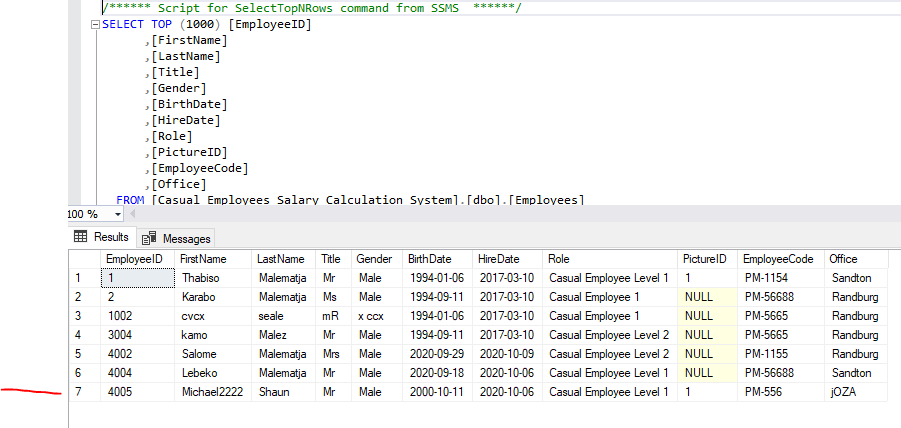 /****** Script for SelectTopNRows command from SSMS  ******/
SELECT TOP (1000) [EmployeeID]
,[FirstName]
,[LastName]
,[Title]
,[Gender]
,[BirthDate]
,[HireDate]
,[Role]
,[PictureID]
,[EmployeeCode]
,[Office]
FROM [Casual Employees Salary Calculation System].[dbo].[Employees]
100 %
Results Messages
EmployeeID FirstName LastName Title Gender BirthDate HireDate Role PictureID EmployeeCode Office
1 1 Thabiso Malematja Mr Male 1994-01-06 2017-03-10 Casual Employee Level 1 1 PM-1154 Sandton
2 2 Karabo Malematja Ms Male 1994-09-11 2017-03-10 Casual Employee 1 NULL PM-56688 Randburg
3 1002 cvcx seale mR x ccx 1994-01-06 2017-03-10 Casual Employee 1 NULL PM-5665 Randburg
4 3004 kamo Malez Mr Male 1994-09-11 2017-03-10 Casual Employee Level 2 NULL PM-5665 Randburg
5 4002 Salome Malematja Mrs Male 2020-09-29 2020-10-09 Casual Employee Level 2 NULL PM-1155 Randburg
6 4004 Lebeko Malematja Mr Male 2020-09-18 2020-10-06 Casual Employee Level 1 NULL PM-56688 Sandton
7 4005 Michael2222 Shaun Mr Male 2000-10-11 2020-10-06 Casual Employee Level 1 1 PM-556 jOZA